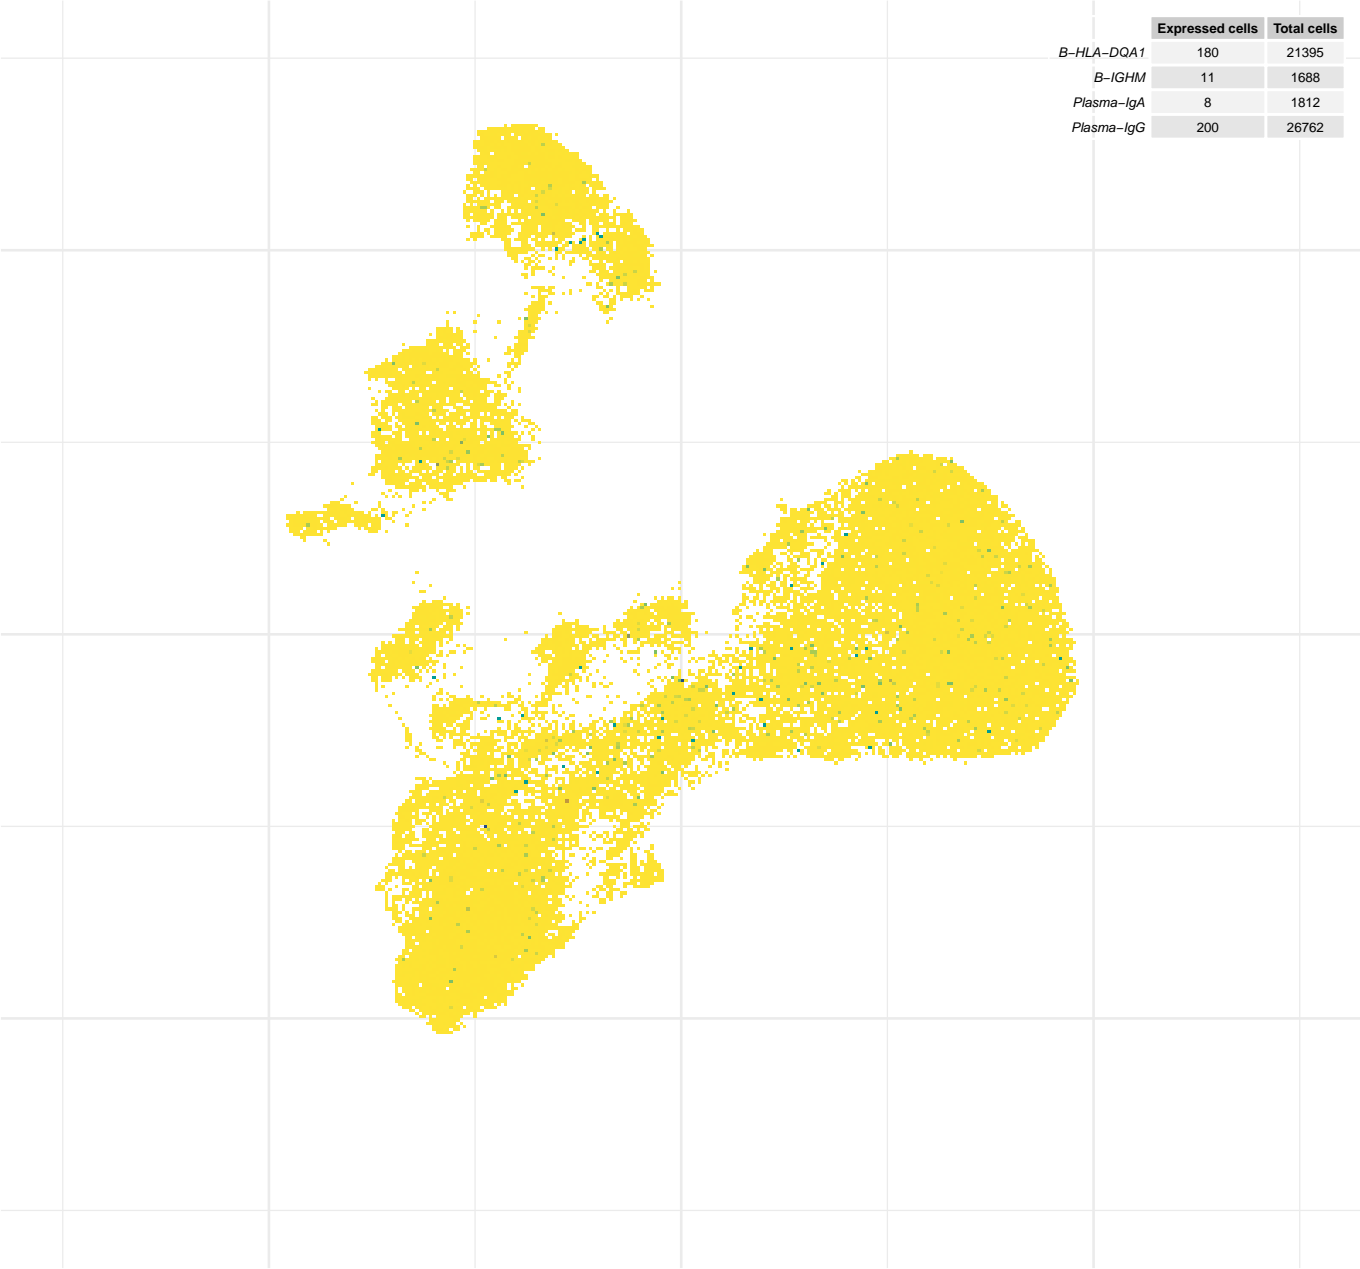 Expressed cells Total cells
B−HLA−DQA1 180 21395
B−IGHM 11 1688
Plasma−IgA 8 1812
Plasma−IgG 200 26762